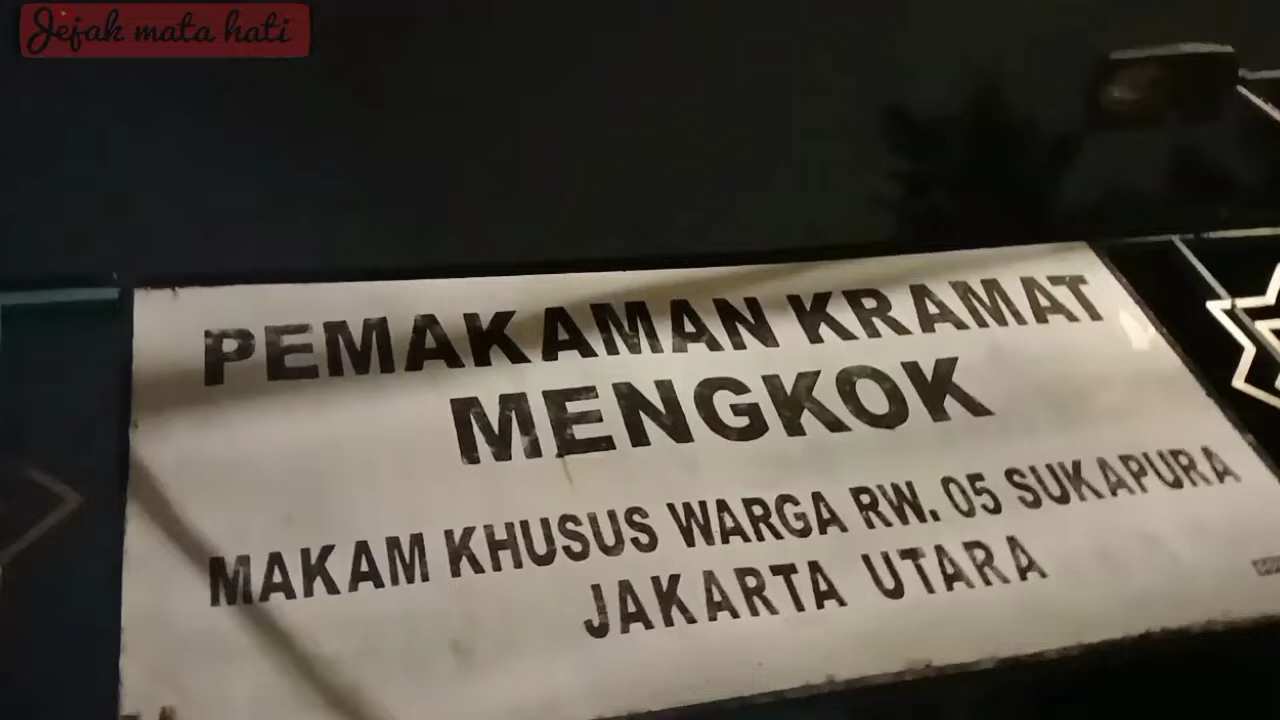 Jejak mata hati
PEMAKAMAN KRAMAT
MENGKOK
MAKAM KHUSUS WARGA RW. 05 SUKAPURA
JAKARTA UTARA